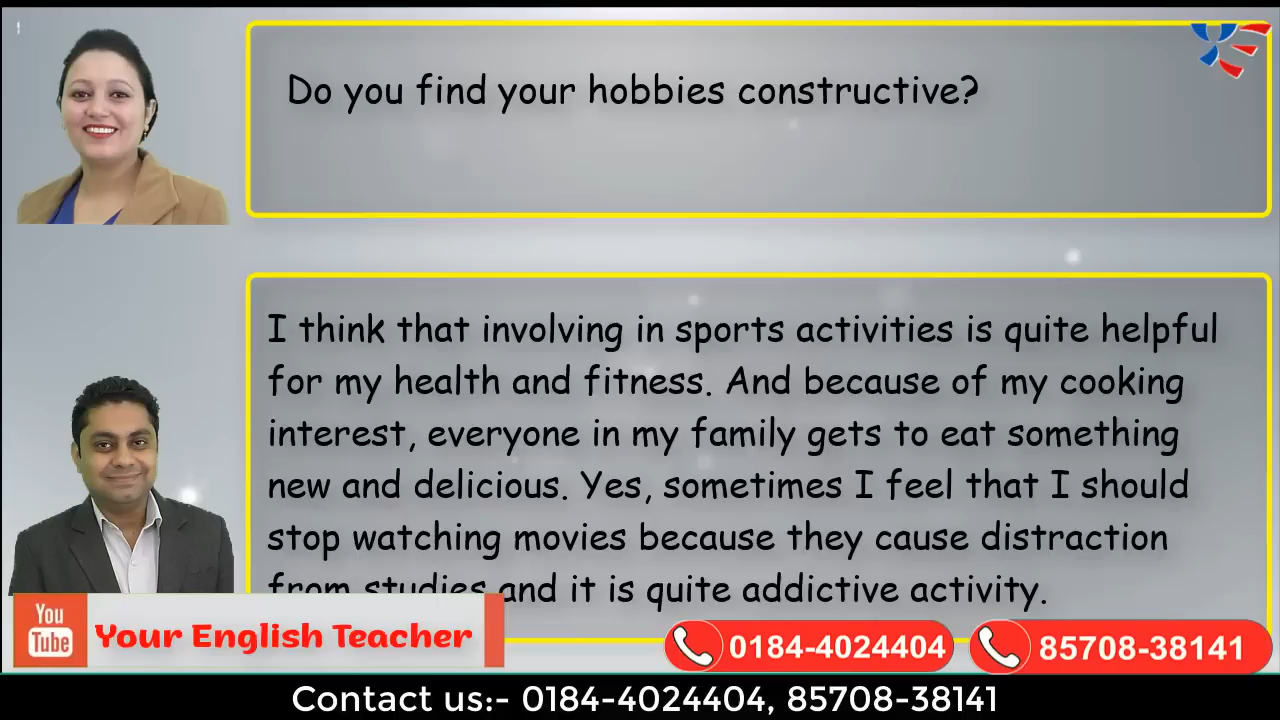 Do you find your hobbies constructive?
I think that involving in sports activities is quite helpful
for my health and fitness. And because of my cooking
interest, everyone in my family gets to eat something
new and delicious. Yes, sometimes I feel that I should
stop watching movies because they cause distraction
from studies and it is quite addictive activity.
You
Tube
Your English Teacher
0184-4024404
85708-38141
Contact us:- 0184-4024404, 85708-38141